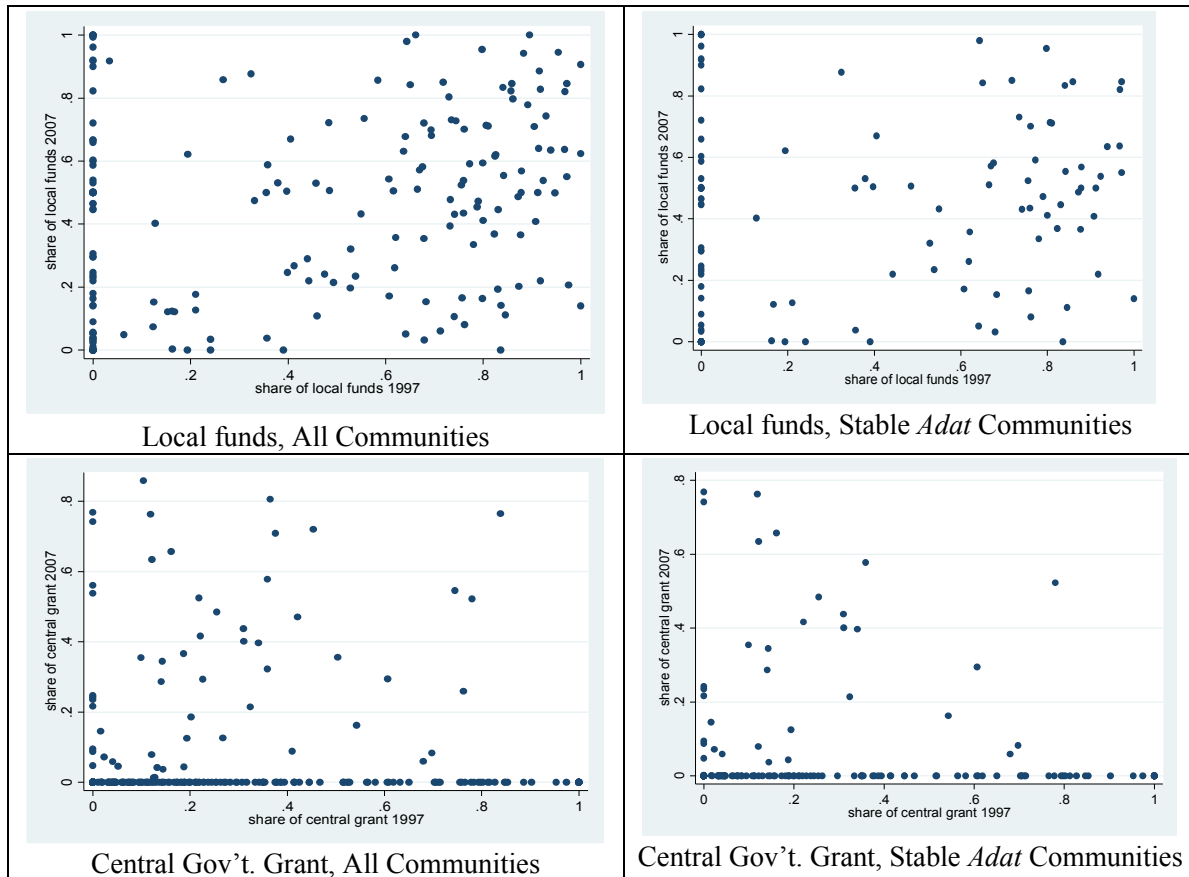 share of local funds 2007
1
.8
.6
.4
.2
0
0 .2 .4 .6 .8 1
share of local funds 1997
Local funds, All Communities
share of local funds 2007
1
.8
.6
.4
.2
0
0 .2 .4 .6 .8 1
share of local funds 1997
Local funds, Stable Adat Communities
share of central grant 2007
.8
.6
.4
.2
0
0 .2 .4 .6 .8 1
share of central grant 1997
Central Gov’t. Grant, All Communities
share of central grant 2007
.8
.6
.4
.2
0
0 .2 .4 .6 .8 1
share of central grant 1997
Central Gov’t. Grant, Stable Adat Communities